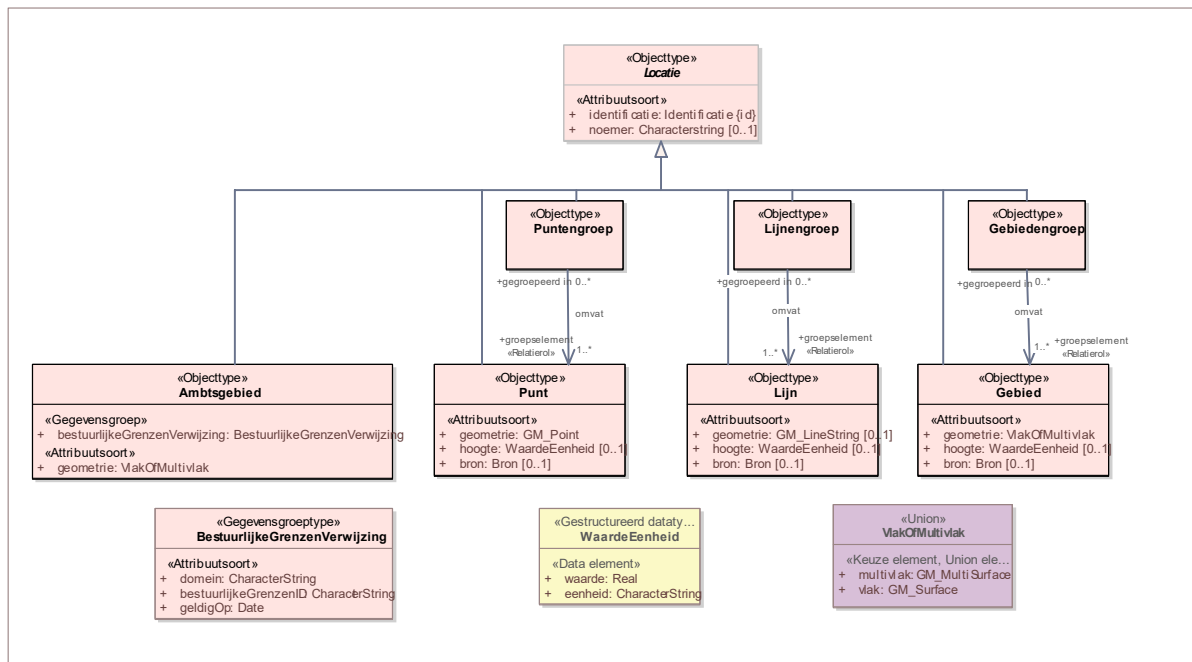 «Objecttype»
Locatie
«Attribuutsoort»
+ identificatie: Identificatie {id}
+ noemer: Characterstring [0..1]
«Objecttype»
Puntengroep
«Objecttype»
Lijnengroep
«Objecttype»
Gebiedengroep
+gegroepeerd in 0..*
omvat
+groepselement
«Relatierol»
1..*
+gegroepeerd in 0..*
omvat
+groepselement
1..*
«Relatierol»
+gegroepeerd in 0..*
omvat
1..*
+groepselement
«Relatierol»
«Objecttype»
Ambtsgebied
«Gegevensgroep»
+ bestuurlijkeGrenzenVerwijzing: BestuurlijkeGrenzenVerwijzing
«Attribuutsoort»
+ geometrie: VlakOfMultivlak
«Objecttype»
Punt
«Attribuutsoort»
+ geometrie: GM_Point
+ hoogte: WaardeEenheid [0..1]
+ bron: Bron [0..1]
«Objecttype»
Lijn
«Attribuutsoort»
+ geometrie: GM_LineString [0..1]
+ hoogte: WaardeEenheid [0..1]
+ bron: Bron [0..1]
«Objecttype»
Gebied
«Attribuutsoort»
+ geometrie: VlakOfMultivlak
+ hoogte: WaardeEenheid [0..1]
+ bron: Bron [0..1]
«Gegevensgroeptype»
BestuurlijkeGrenzenVerwijzing
«Attribuutsoort»
+ domein: CharacterString
+ bestuurlijkeGrenzenID: CharacterString
+ geldigOp: Date
«Gestructureerd dataty...
WaardeEenheid
«Data element»
+ waarde: Real
+ eenheid: CharacterString
«Union»
VlakOfMultivlak
«Keuze element, Union ele...
+ multivlak: GM_MultiSurface
+ vlak: GM_Surface